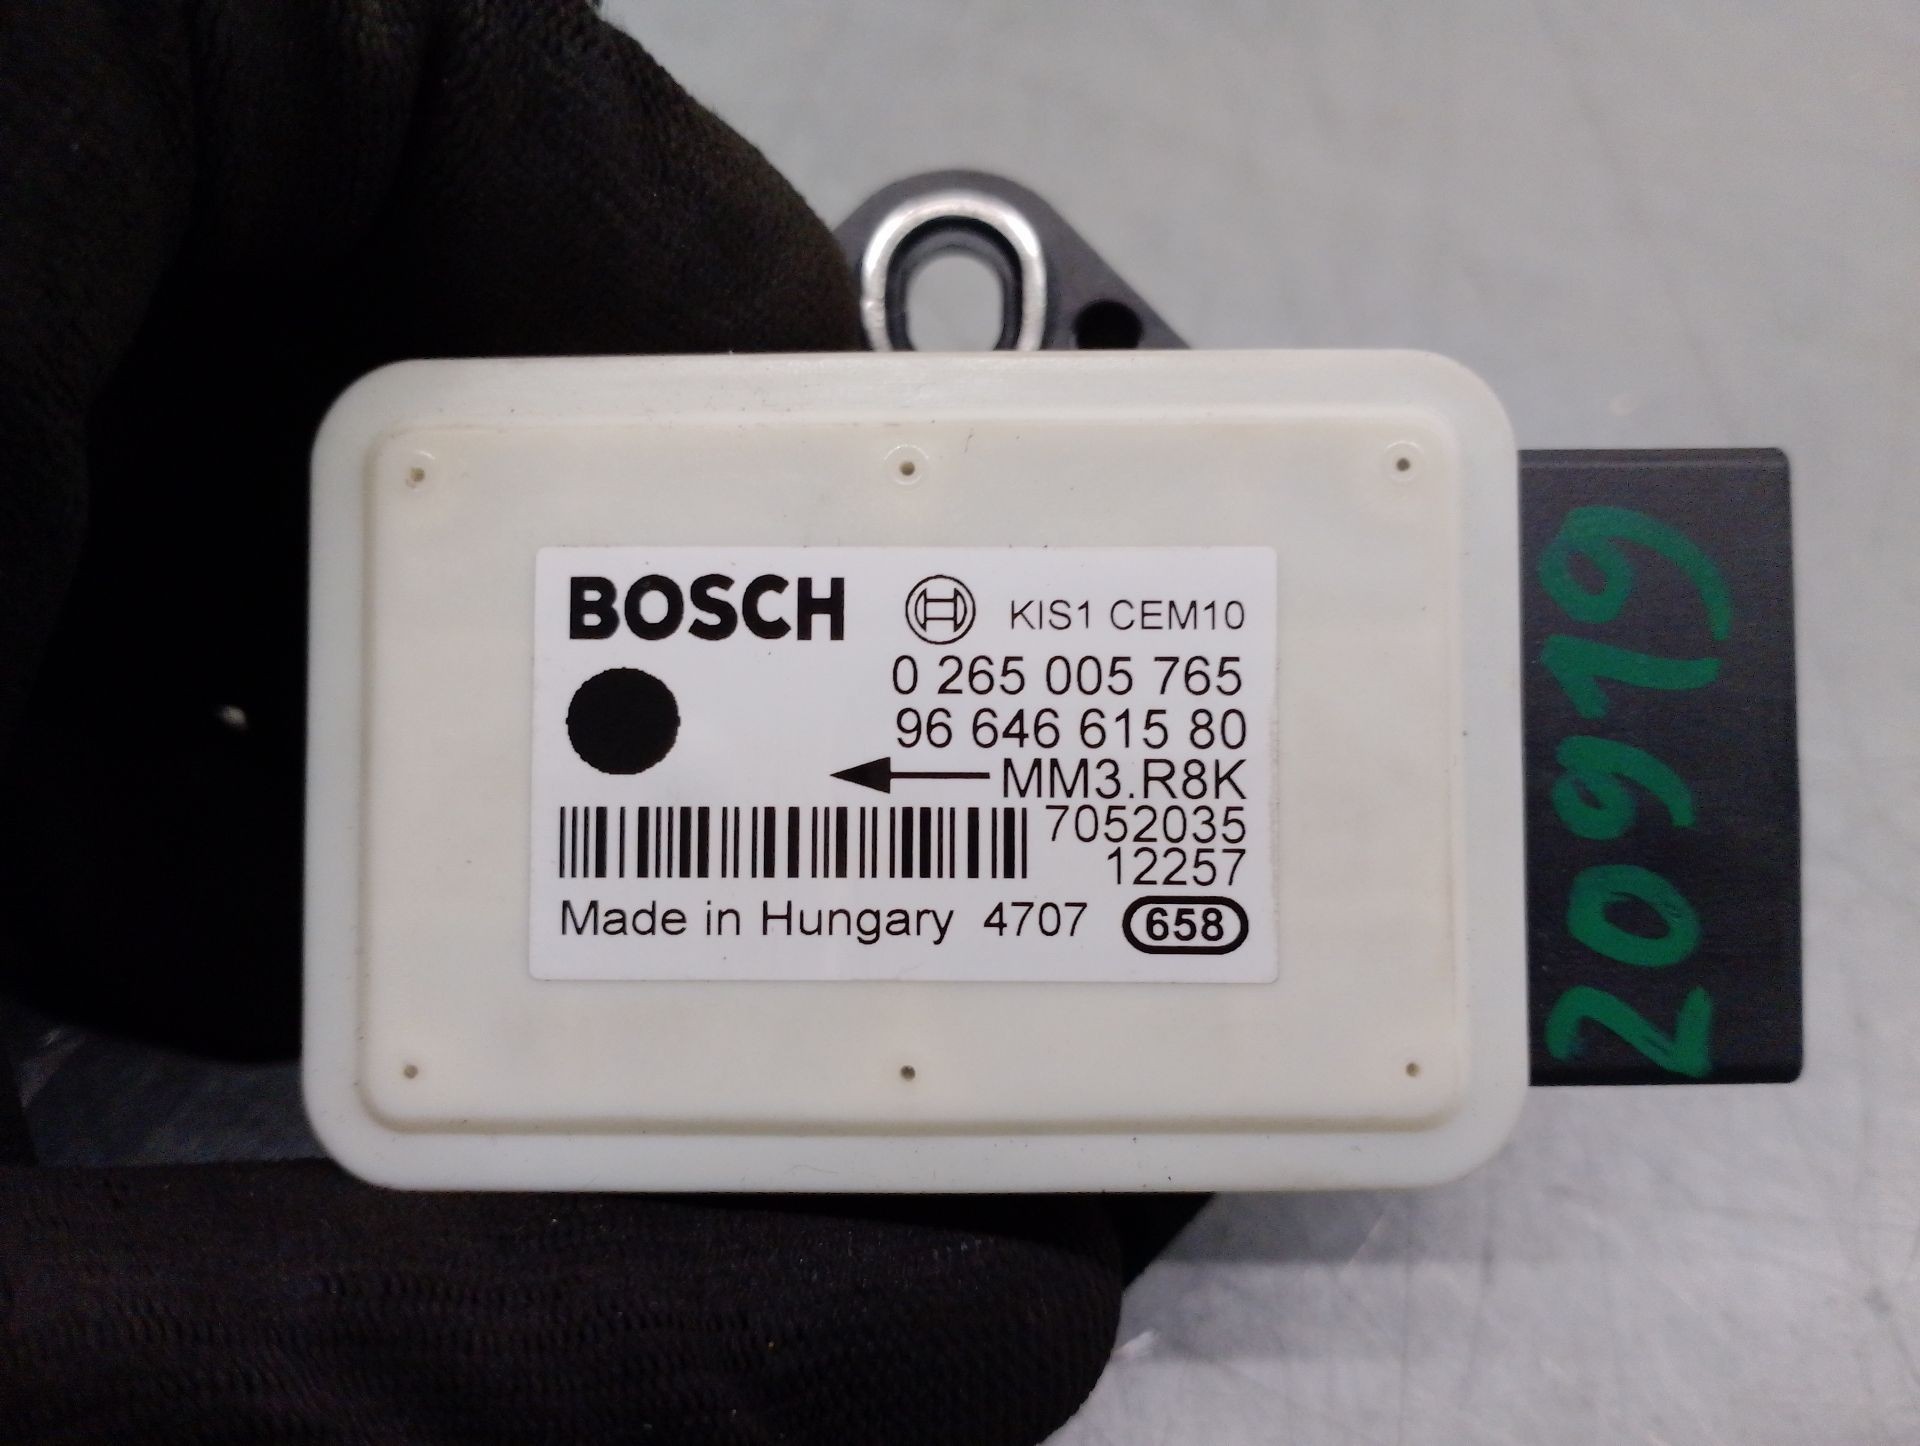 BOSCH KIS1 CEM10
0 265 005 765
96 646 615 80
MM3.R8K
7052035
12257
Made in Hungary 4707 658
20919